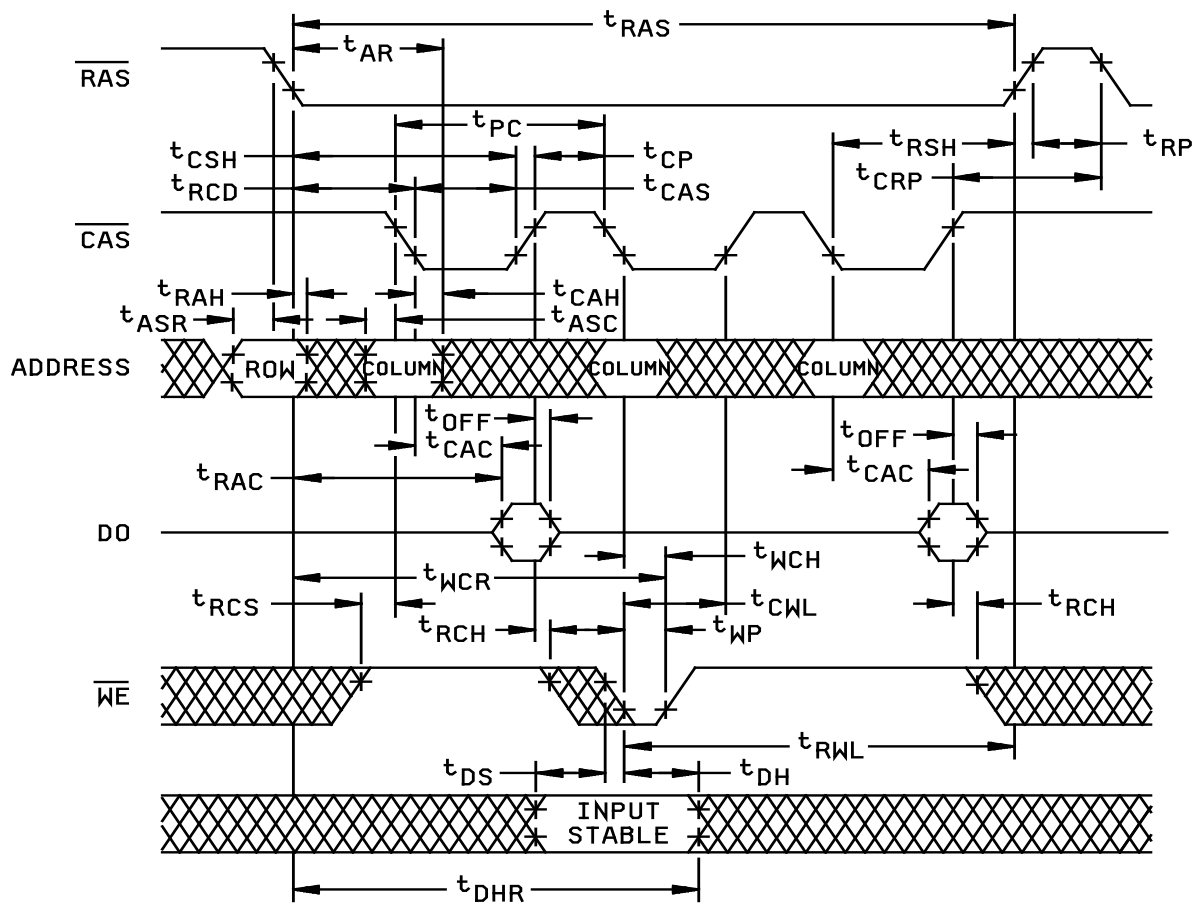 tRAS
tAR
RAS
tPC
tCSH
tCP
tRSH
tRP
tRCD
tCAS
tCRP
CAS
tRAH
tCAH
tASR
tASC
ADDRESS
ROW
COLUMN
COLUMN
COLUMN
tOFF
tOFF
tCAC
tCAC
tRAC
DO
tWCH
tWCR
tRCS
tCWL
tRCH
tRCH
tWP
WE
tRWL
tDS
tDH
INPUT
STABLE
tDHR